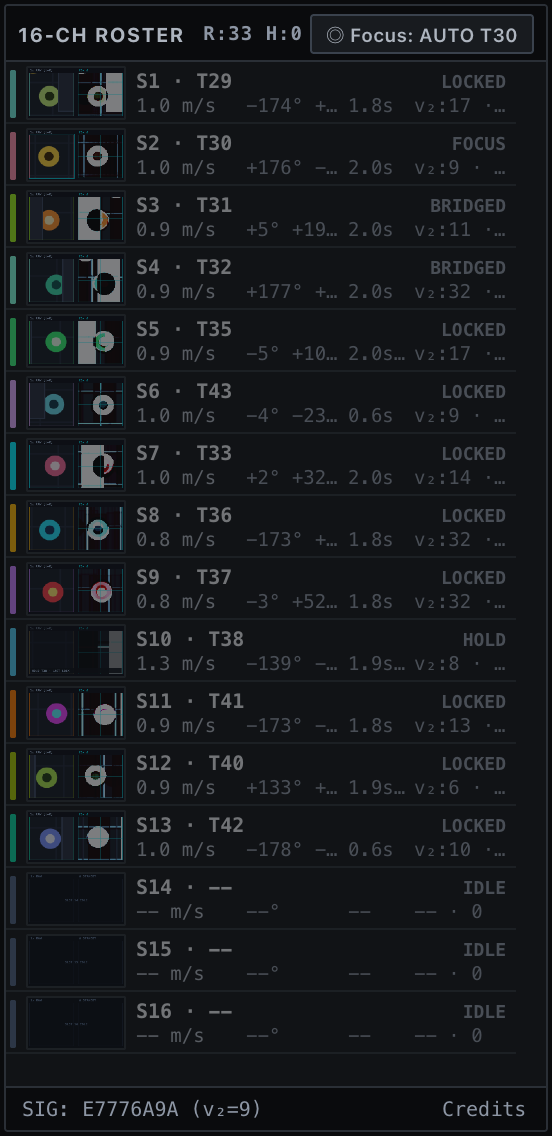 16-CH ROSTER R:33 H:0 ◎ Focus: AUTO T30
S1 · T29 LOCKED
1.0 m/s −174° +… 1.8s v₂:17 ·…
S2 · T30 FOCUS
1.0 m/s +176° −… 2.0s v₂:9 · …
S3 · T31 BRIDGED
0.9 m/s +5° +19… 2.0s v₂:11 ·…
S4 · T32 BRIDGED
0.9 m/s +177° +… 2.0s v₂:32 ·…
S5 · T35 LOCKED
0.9 m/s −5° +10… 2.0s… v₂:17 ·…
S6 · T43 LOCKED
1.0 m/s −4° −23… 0.6s v₂:9 · …
S7 · T33 LOCKED
1.0 m/s +2° +32… 2.0s v₂:14 ·…
S8 · T36 LOCKED
0.8 m/s −173° +… 1.8s v₂:32 ·…
S9 · T37 LOCKED
0.8 m/s −3° +52… 1.8s v₂:32 ·…
S10 · T38 HOLD
1.3 m/s −139° −… 1.9s… v₂:8 · …
S11 · T41 LOCKED
0.9 m/s −173° −… 1.8s v₂:13 ·…
S12 · T40 LOCKED
0.9 m/s +133° +… 1.9s… v₂:6 · …
S13 · T42 LOCKED
1.0 m/s −178° −… 0.6s v₂:10 ·…
S14 · –– IDLE
–– m/s ––° –– –– · 0
S15 · –– IDLE
–– m/s ––° –– –– · 0
S16 · –– IDLE
–– m/s ––° –– –– · 0
SIG: E7776A9A (v₂=9) Credits